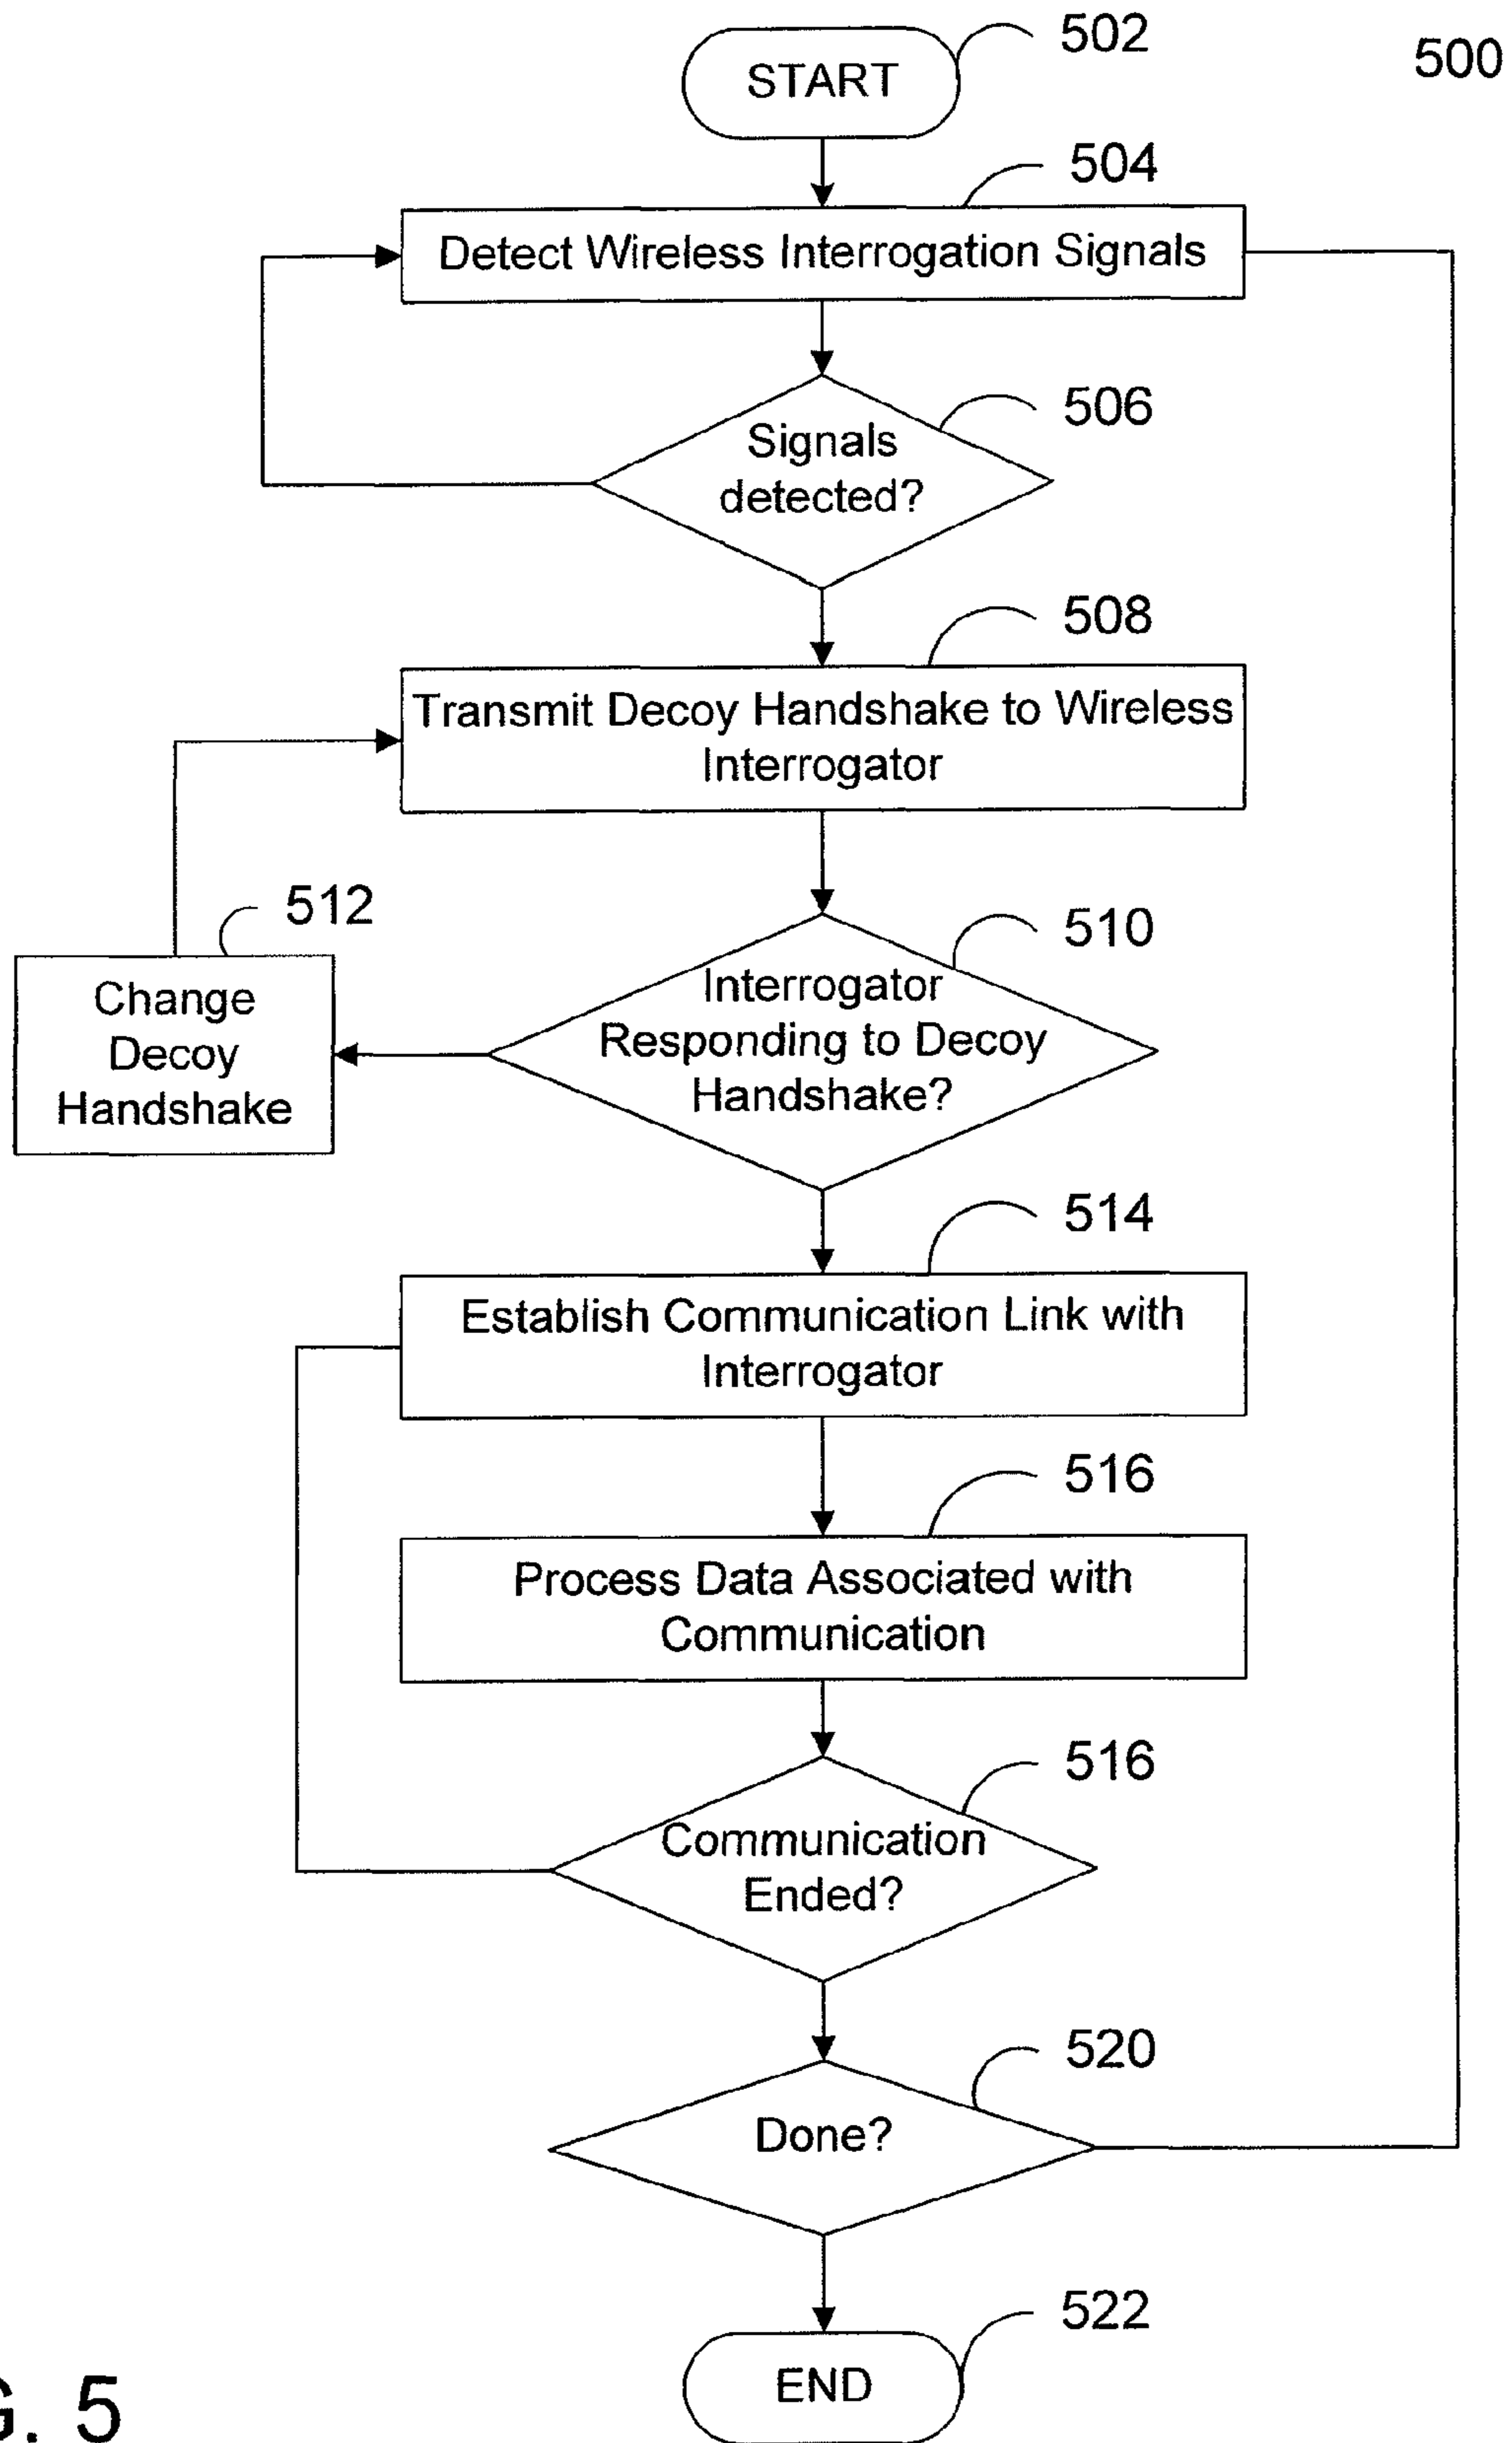 502
500
START
504
Detect Wireless Interrogation Signals
506
Signals
detected?
508
Transmit Decoy Handshake to Wireless
Interrogator
512
510
Change
Decoy
Handshake
Interrogator
Responding to Decoy
Handshake?
514
Establish Communication Link with
Interrogator
516
Process Data Associated with
Communication
516
Communication
Ended?
520
Done?
522
END
G. 5